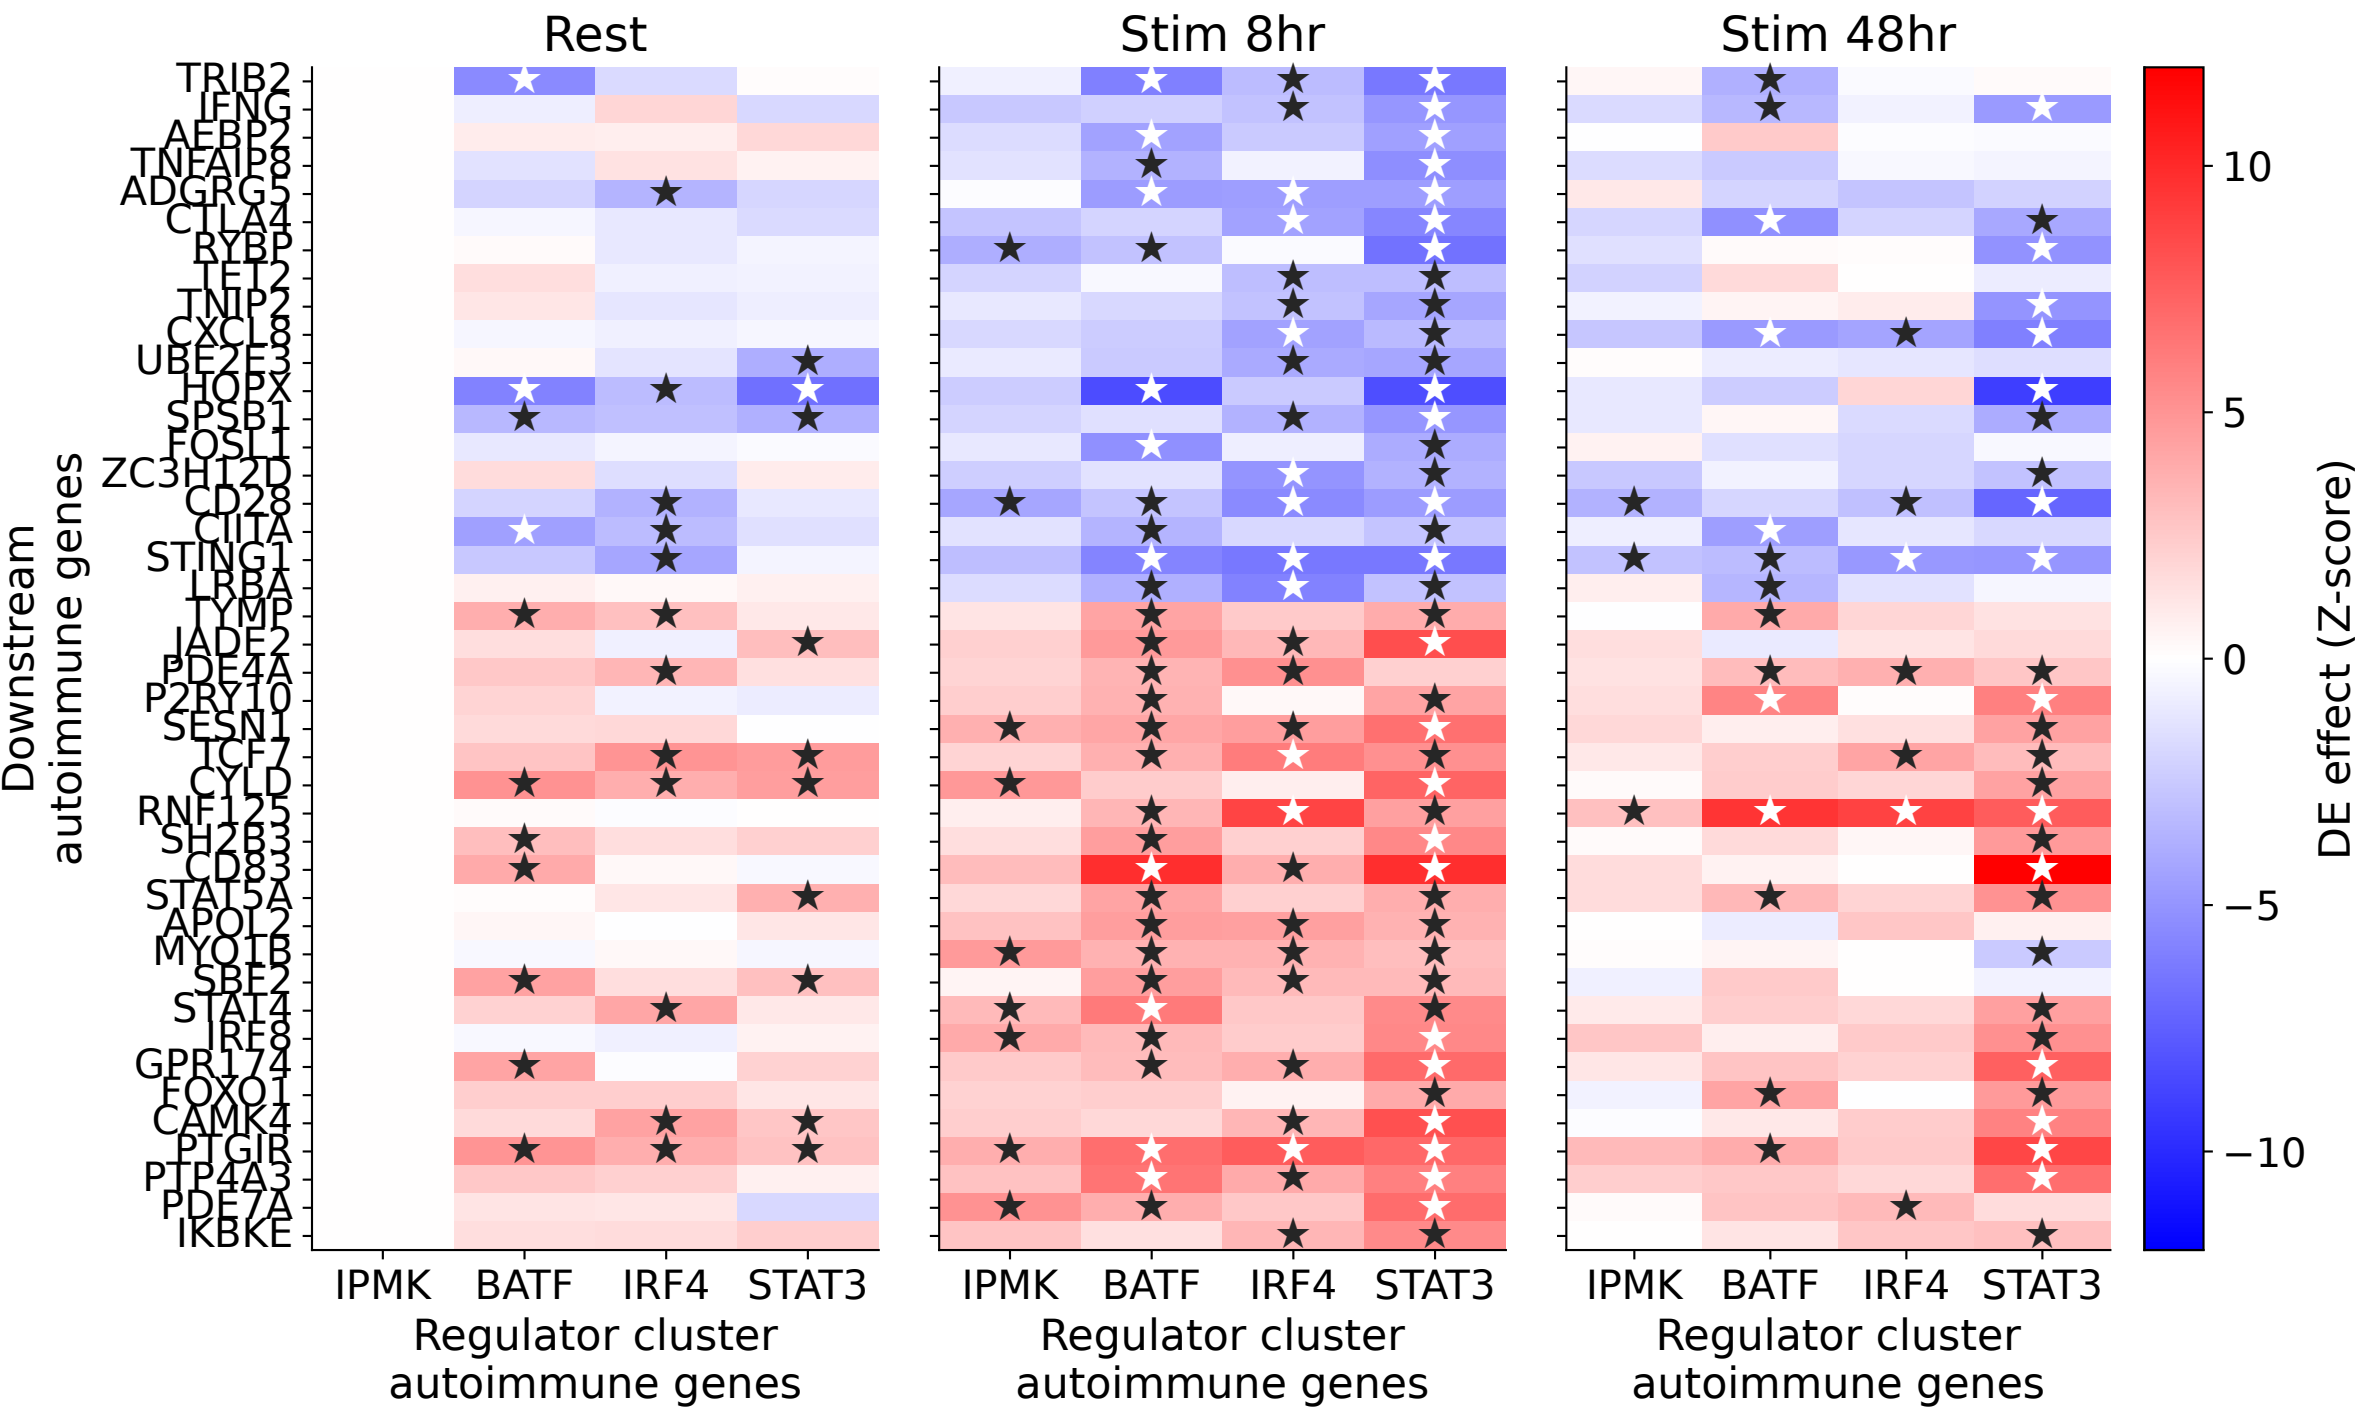 Rest
Stim 8hr
Stim 48hr
TRIB2
IFNG
AEBP2
TNFAIP8
ADGRG5
CTLA4
RYBP
TET2
TNIP2
CXCL8
UBE2E3
HOPX
SPSB1
FOSL1
ZC3H12D
CD28
CIITA
STING1
LRBA
TYMP
JADE2
PDE4A
P2RY10
SESN1
TCF7
CYLD
RNF125
SH2B3
CD83
STAT5A
APOL2
MYO1B
SBF2
STAT4
IRF8
GPR174
FOXO1
CAMK4
PTGIR
PTP4A3
PDE7A
IKBKE
Downstream
autoimmune genes
IPMK BATF IRF4 STAT3
Regulator cluster
autoimmune genes
IPMK BATF IRF4 STAT3
Regulator cluster
autoimmune genes
IPMK BATF IRF4 STAT3
Regulator cluster
autoimmune genes
10
5
0
−5
−10
DE effect (Z-score)